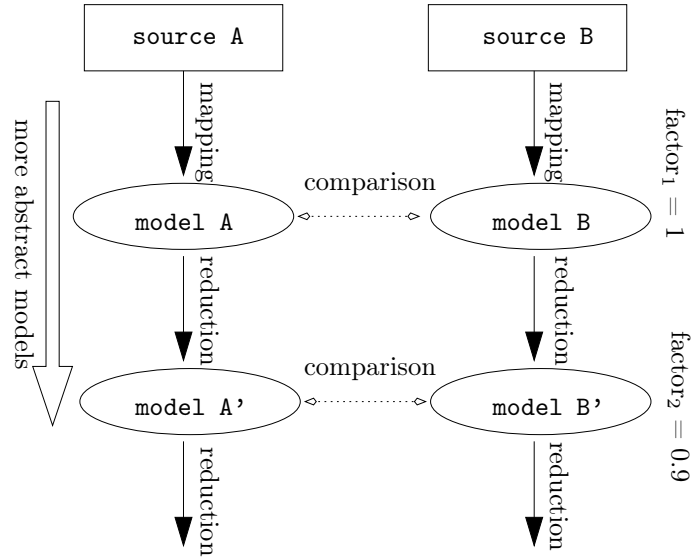 source A
source B
mapping
mapping
more abstract models
factor₁ = 1
comparison
model A
model B
reduction
reduction
factor₂ = 0.9
comparison
model A'
model B'
reduction
reduction